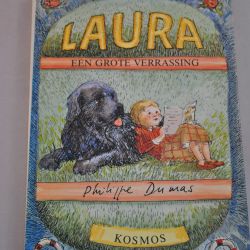 LAURA
EEN GROTE VERRASSING
Philippe Dumas
KOSMOS